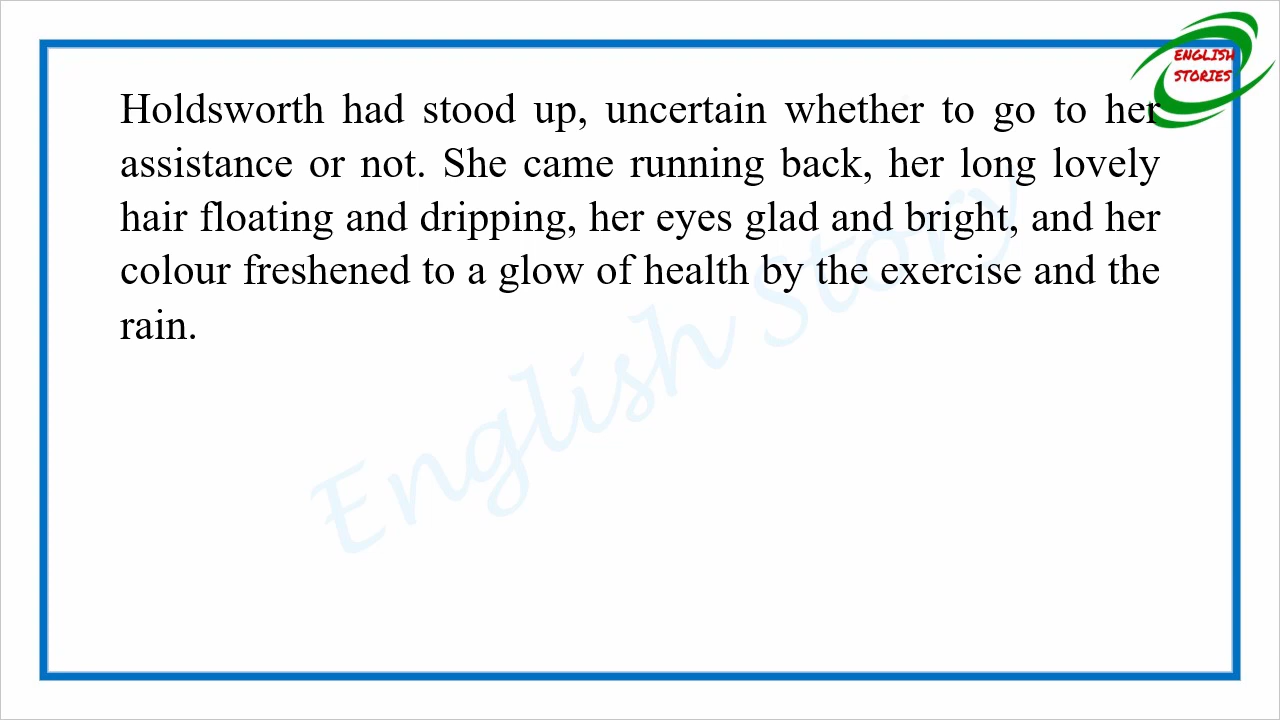 ENGLISH
STORIES
Holdsworth had stood up, uncertain whether to go to her
assistance or not. She came running back, her long lovely
hair floating and dripping, her eyes glad and bright, and her
colour freshened to a glow of health by the exercise and the
rain.
English Story